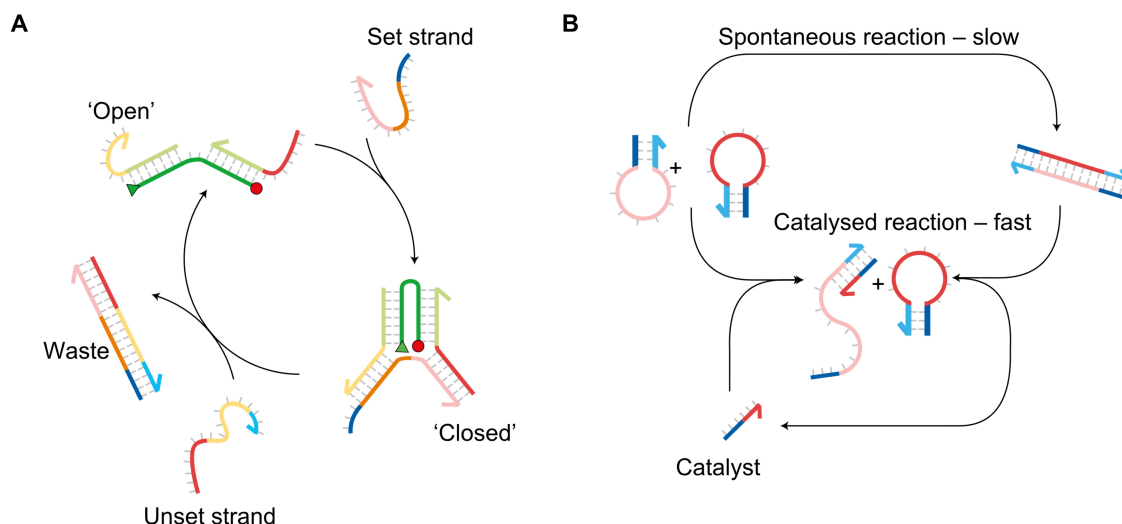 A
Set strand
'Open'
Waste
'Closed'
Unset strand
B
Spontaneous reaction – slow
+
Catalysed reaction – fast
+
Catalyst